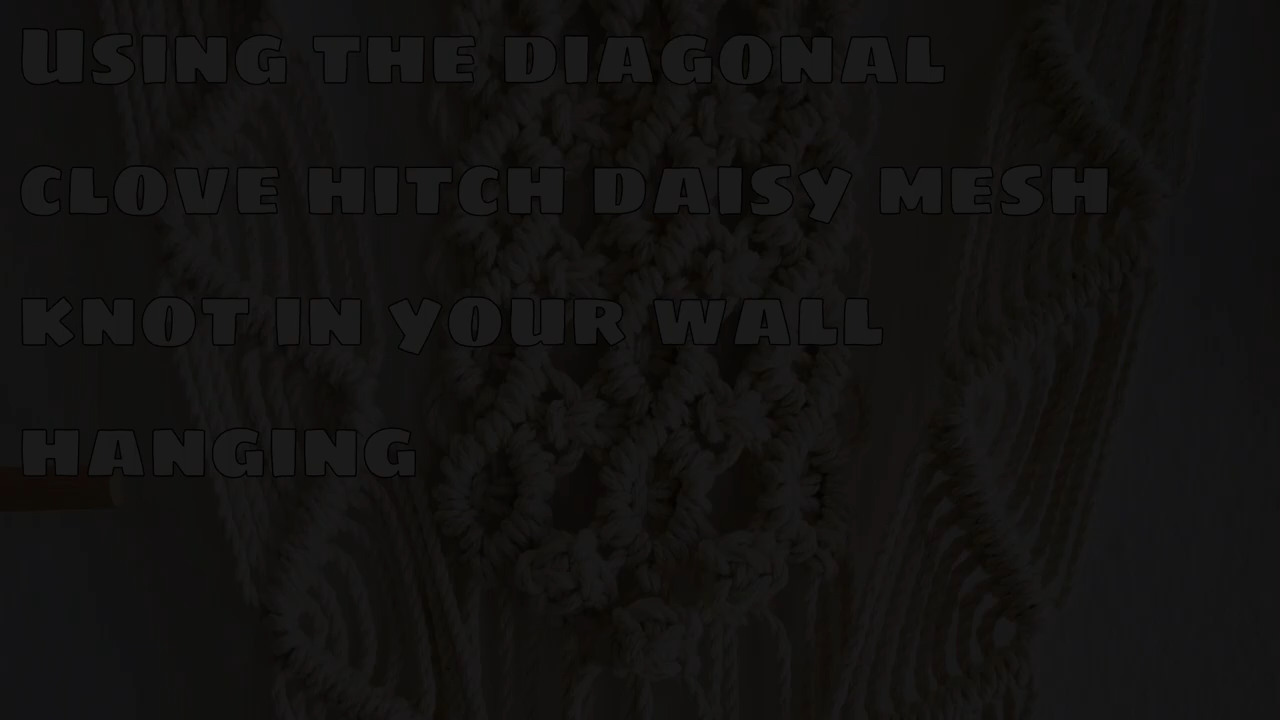 Using the diagonal
clove hitch daisy mesh
knot in your wall
hanging